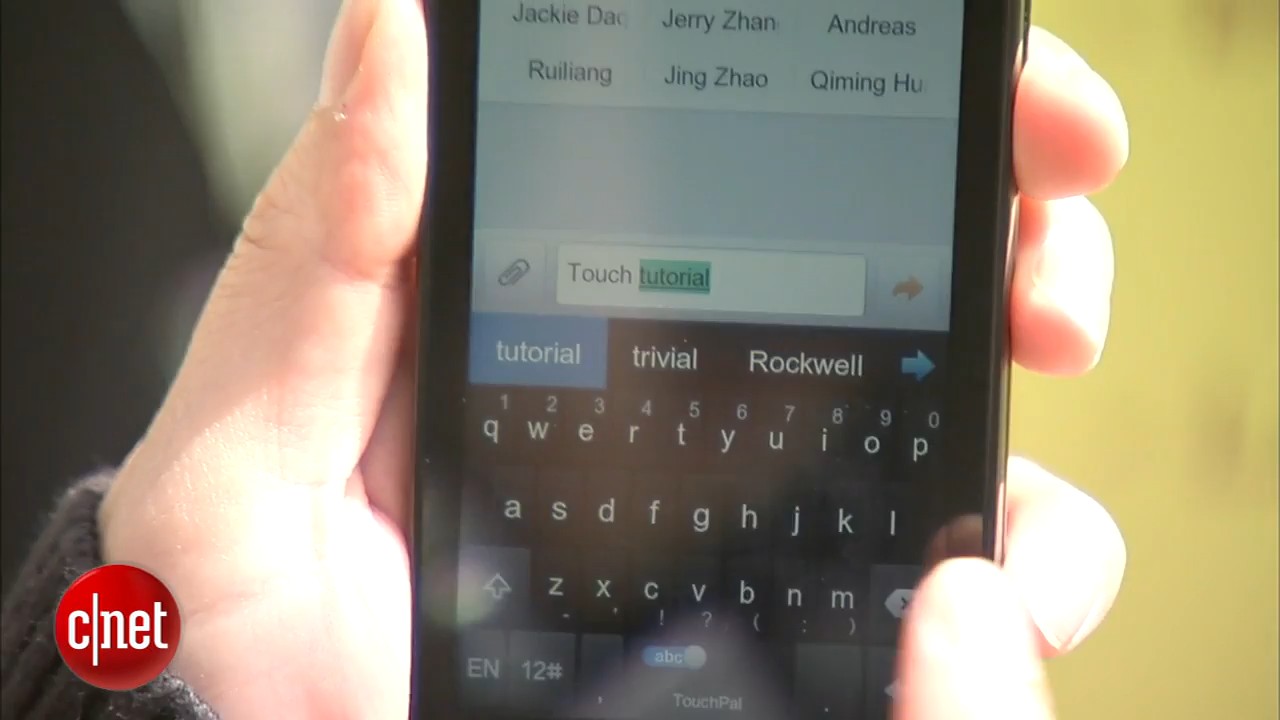 Jackie Dac Jerry Zhan Andreas
Ruiliang Jing Zhao Qiming Hu
Touch tutorial
tutorial trivial Rockwell
1 2 3 4 5 6 7 8 9 0
q w e r t y u i o p
a s d f g h j k l
z x c v b n m
- ' ! ? ( : )
EN 12# , abc .
TouchPal
c|net